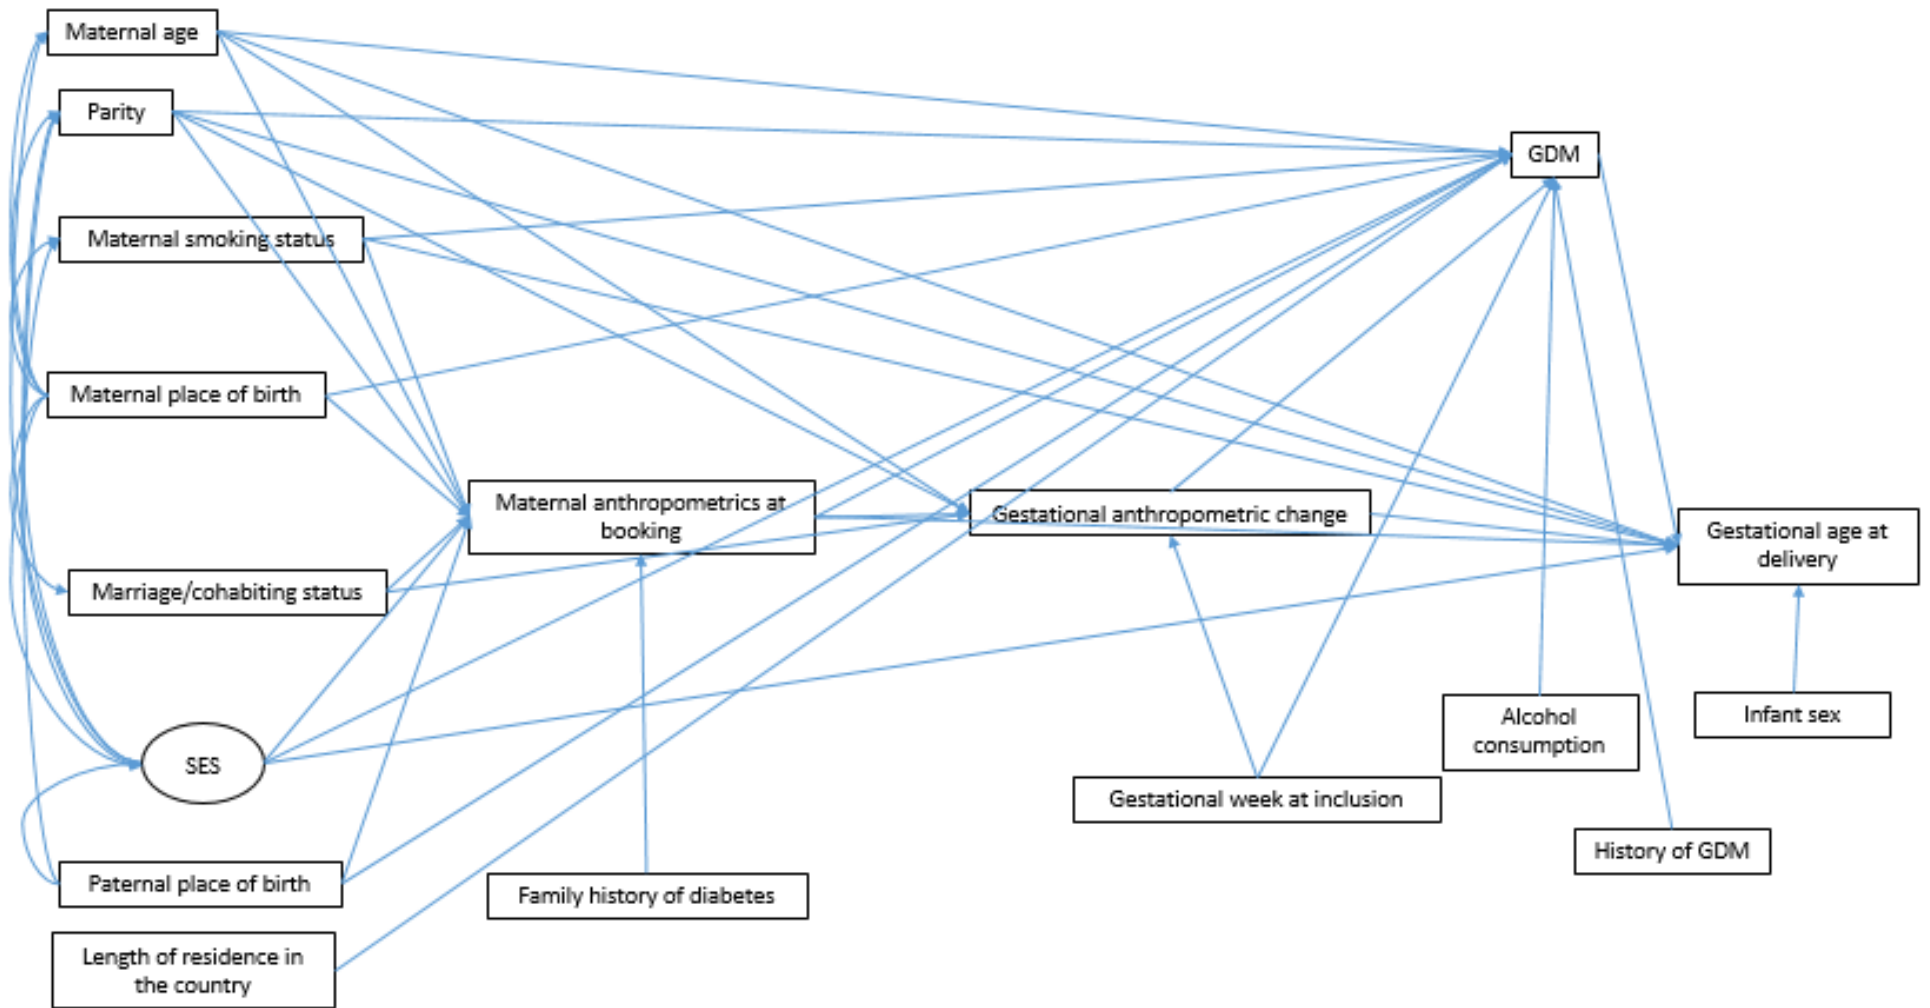 Maternal age
Parity
GDM
Maternal smoking status
Maternal place of birth
Maternal anthropometrics at
booking
Gestational anthropometric change
Gestational age at
delivery
Marriage/cohabiting status
SES
Alcohol
consumption
Infant sex
Gestational week at inclusion
History of GDM
Paternal place of birth
Family history of diabetes
Length of residence in
the country